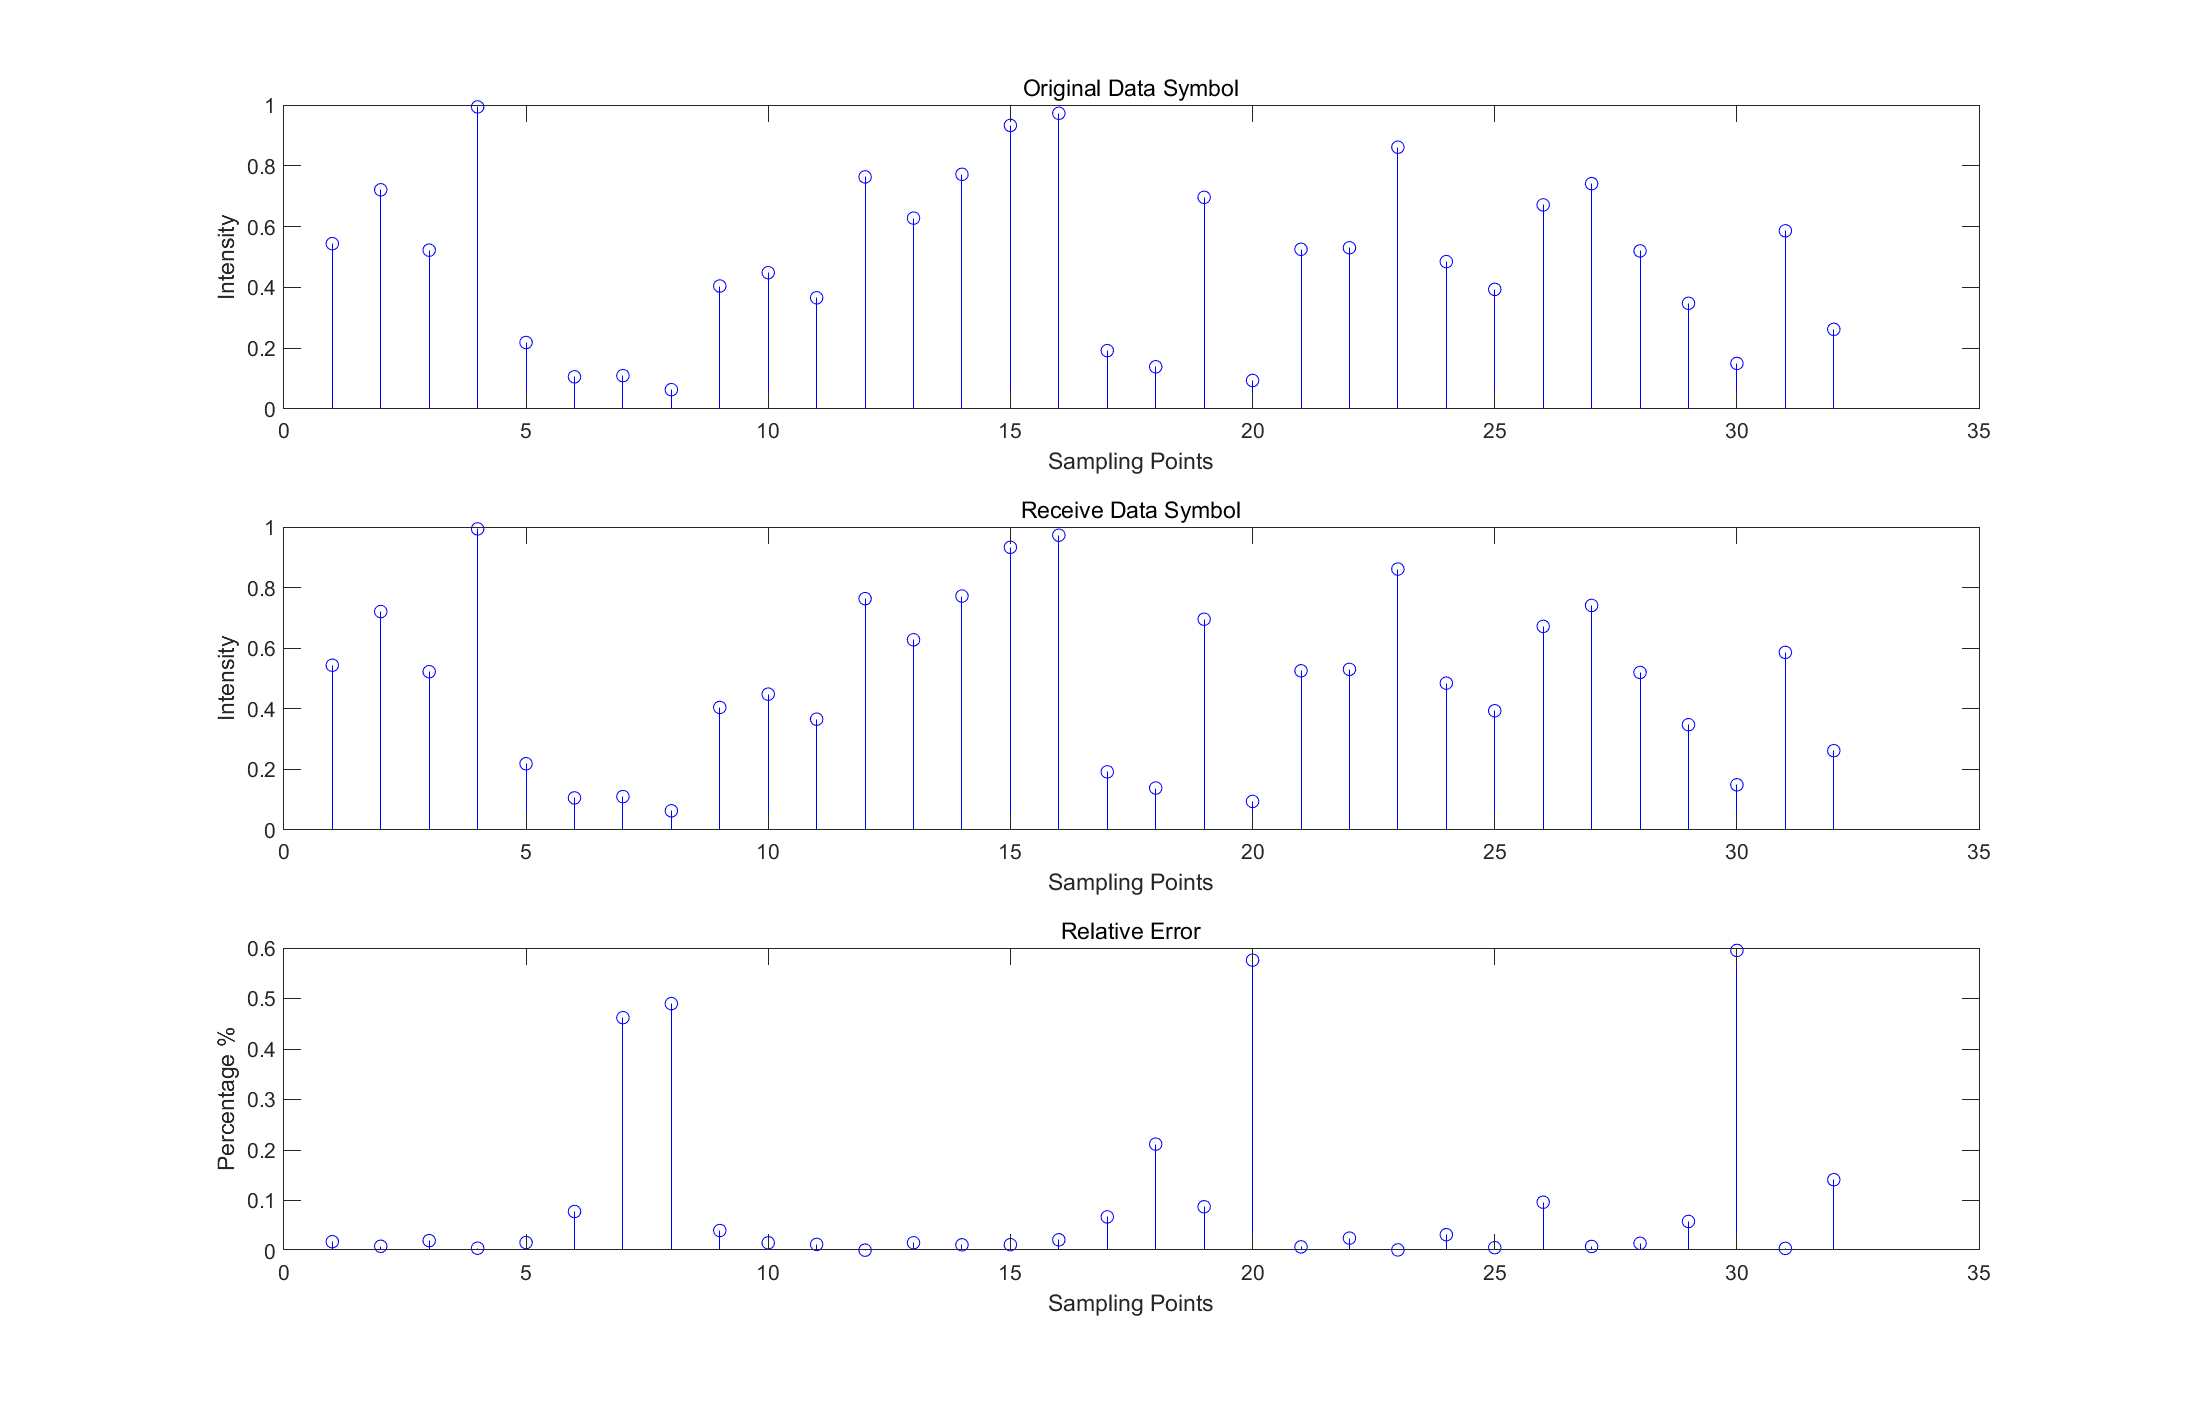 Original Data Symbol
1
0.8
0.6
0.4
0.2
0
Intensity
0 5 10 15 20 25 30 35
Sampling Points
Receive Data Symbol
1
0.8
0.6
0.4
0.2
0
Intensity
0 5 10 15 20 25 30 35
Sampling Points
Relative Error
0.6
0.5
0.4
0.3
0.2
0.1
0
Percentage %
0 5 10 15 20 25 30 35
Sampling Points